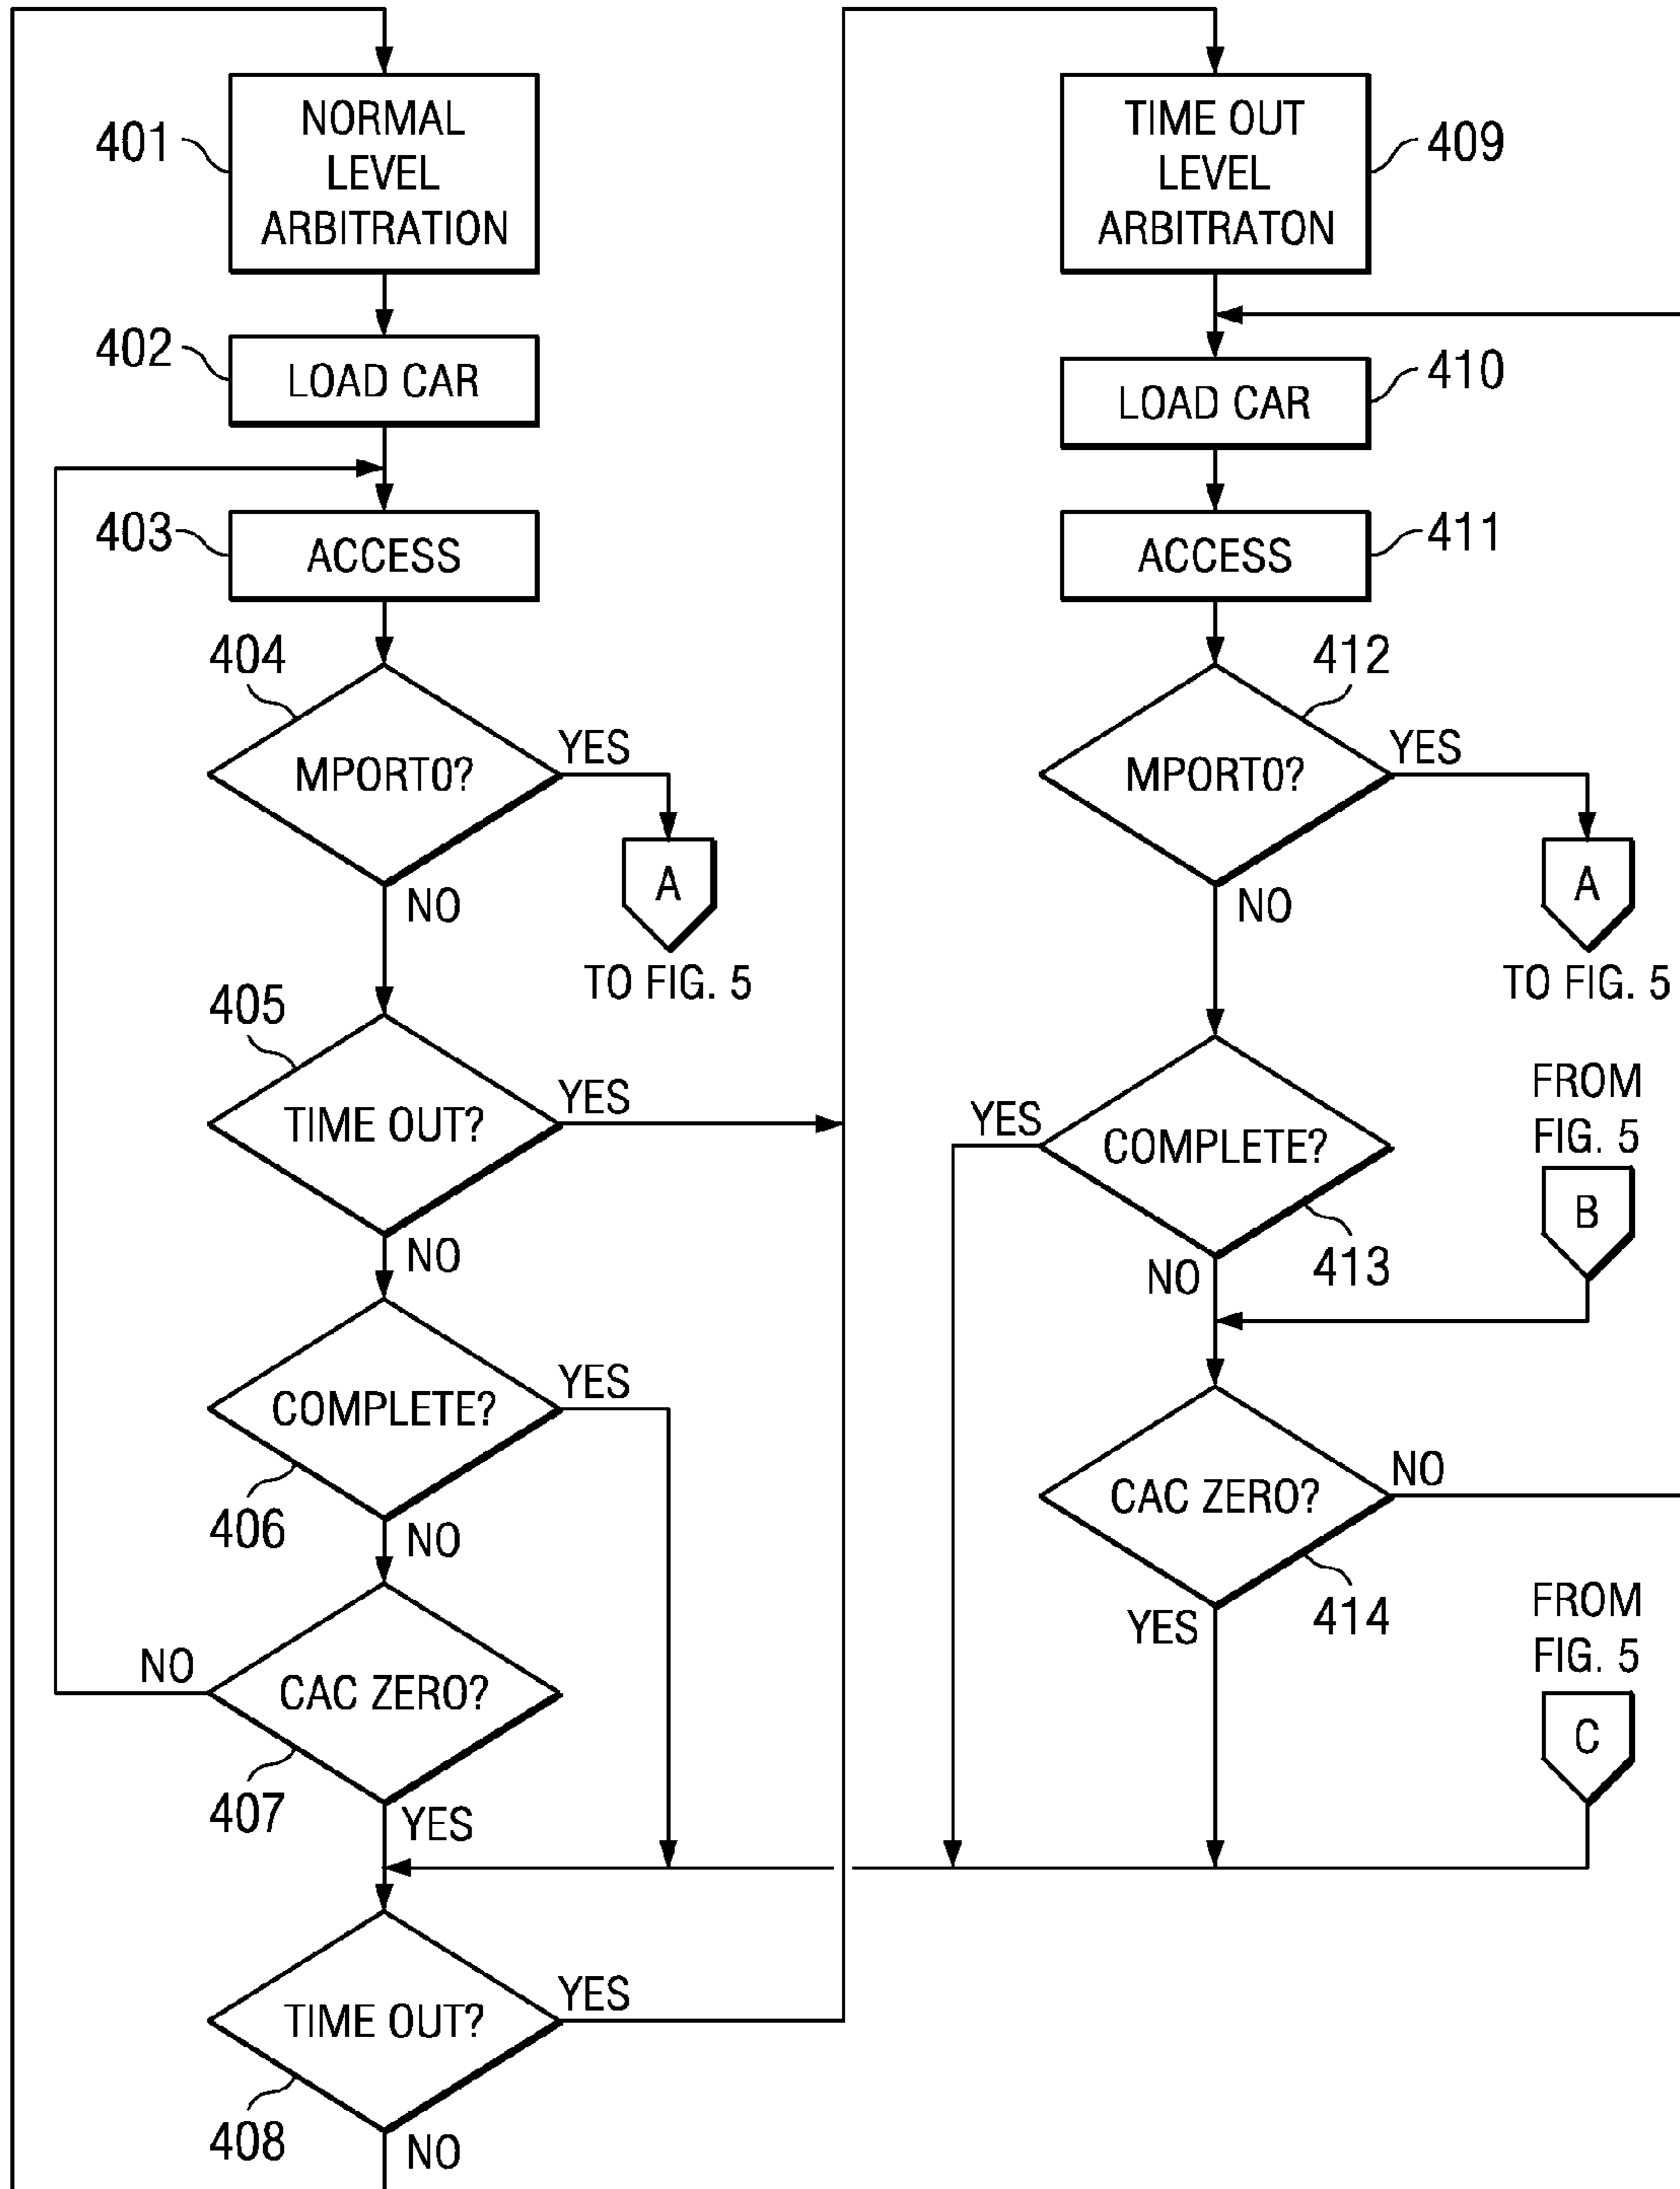 401
NORMAL
LEVEL
ARBITRATION
402
LOAD CAR
403
ACCESS
404
MPORT0?
YES
NO
A
TO FIG. 5
405
TIME OUT?
YES
NO
COMPLETE?
YES
406
NO
CAC ZERO?
NO
407
YES
TIME OUT?
YES
408
NO
TIME OUT
LEVEL
ARBITRATON
409
LOAD CAR
410
ACCESS
411
412
MPORT0?
YES
NO
A
TO FIG. 5
YES
COMPLETE?
413
NO
FROM
FIG. 5
B
CAC ZERO?
NO
414
YES
FROM
FIG. 5
C